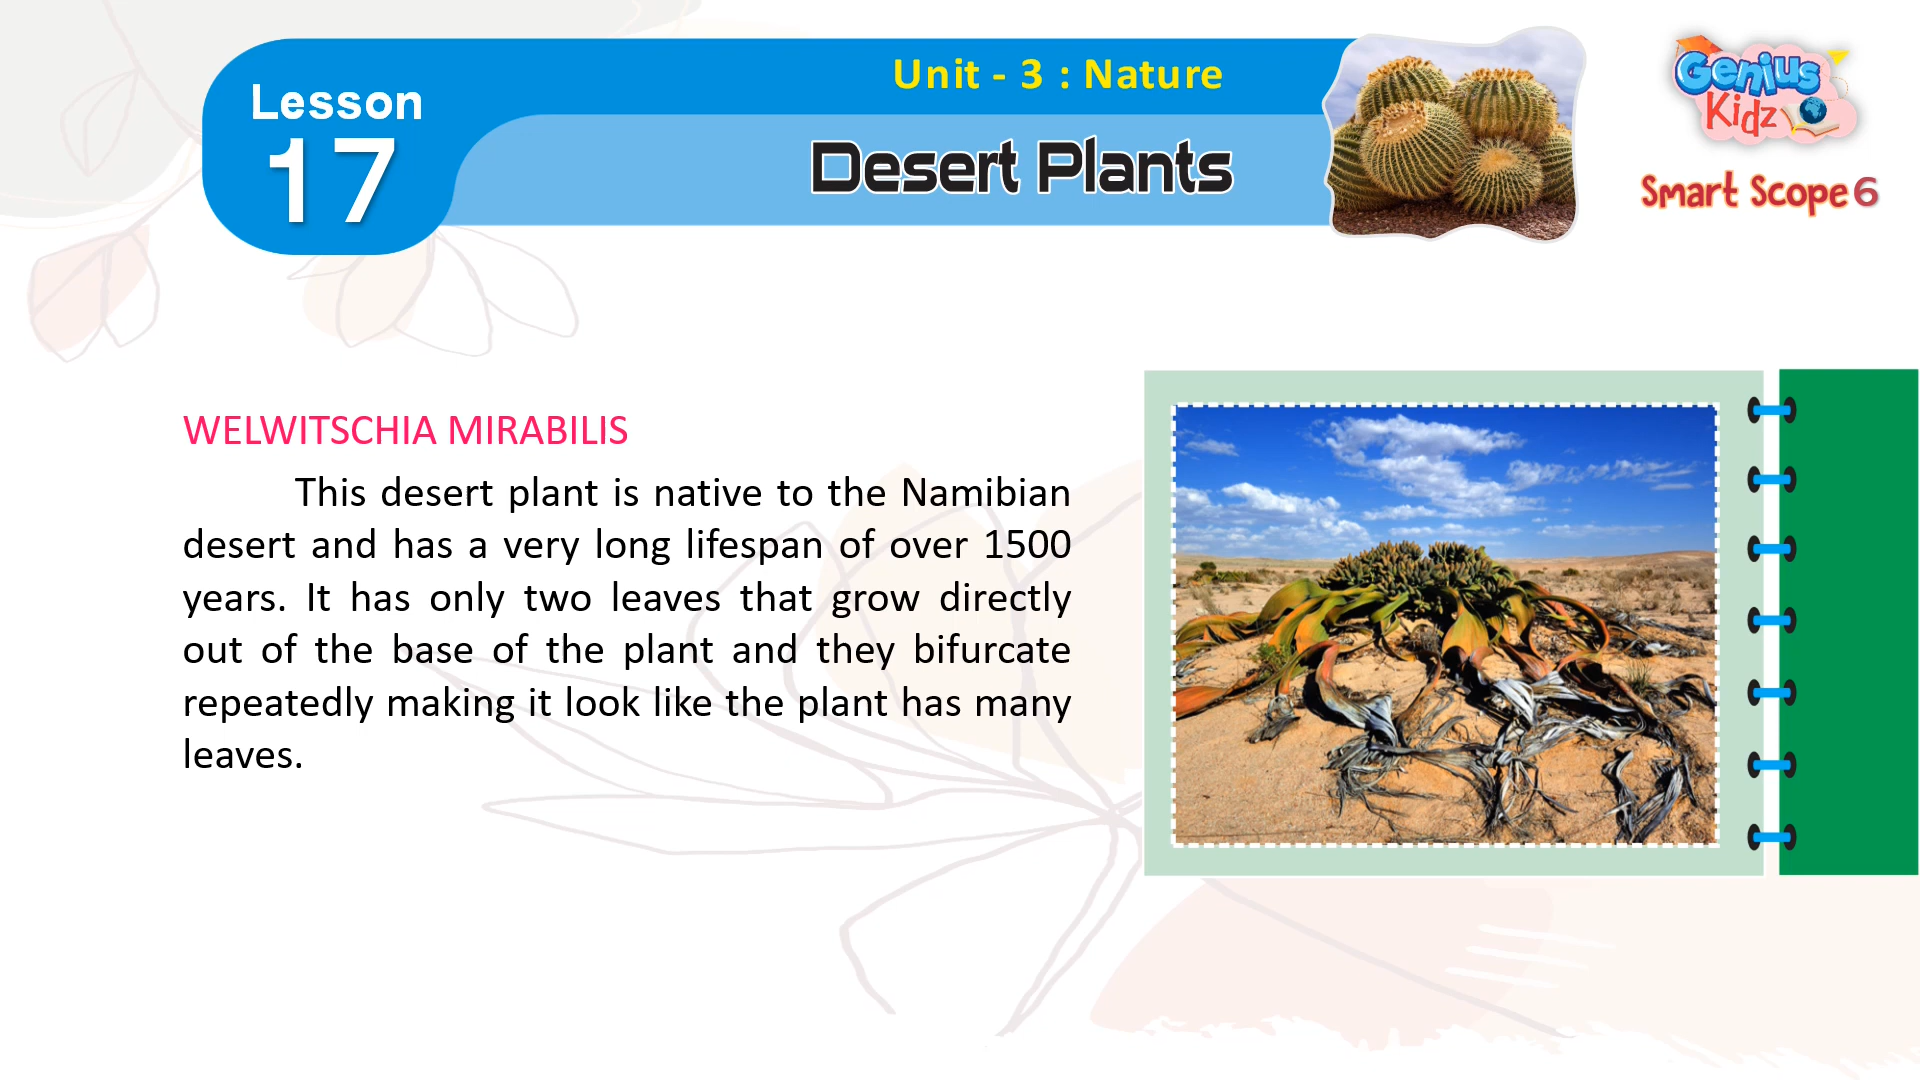 Unit - 3 : Nature
Lesson
17
Desert Plants
Genius
Kidz
Smart Scope 6
WELWITSCHIA MIRABILIS
This desert plant is native to the Namibian
desert and has a very long lifespan of over 1500
years. It has only two leaves that grow directly
out of the base of the plant and they bifurcate
repeatedly making it look like the plant has many
leaves.